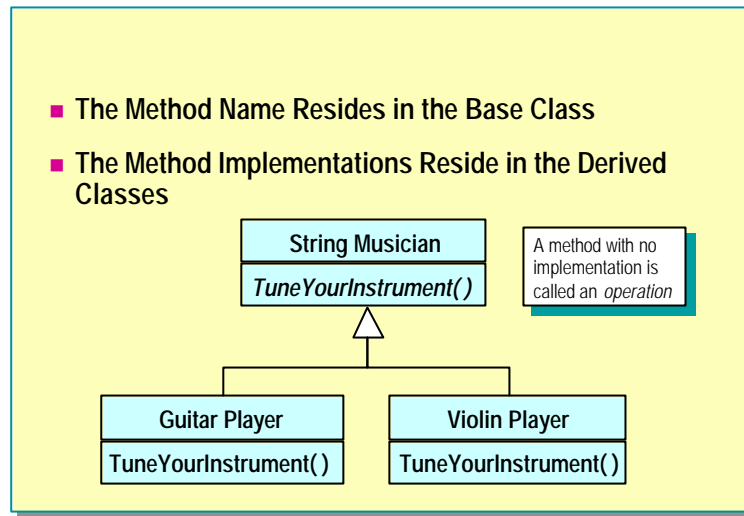 The Method Name Resides in the Base Class
The Method Implementations Reside in the Derived
Classes
String Musician
TuneYourInstrument( )
A method with no
implementation is
called an operation
Guitar Player
TuneYourInstrument( )
Violin Player
TuneYourInstrument( )